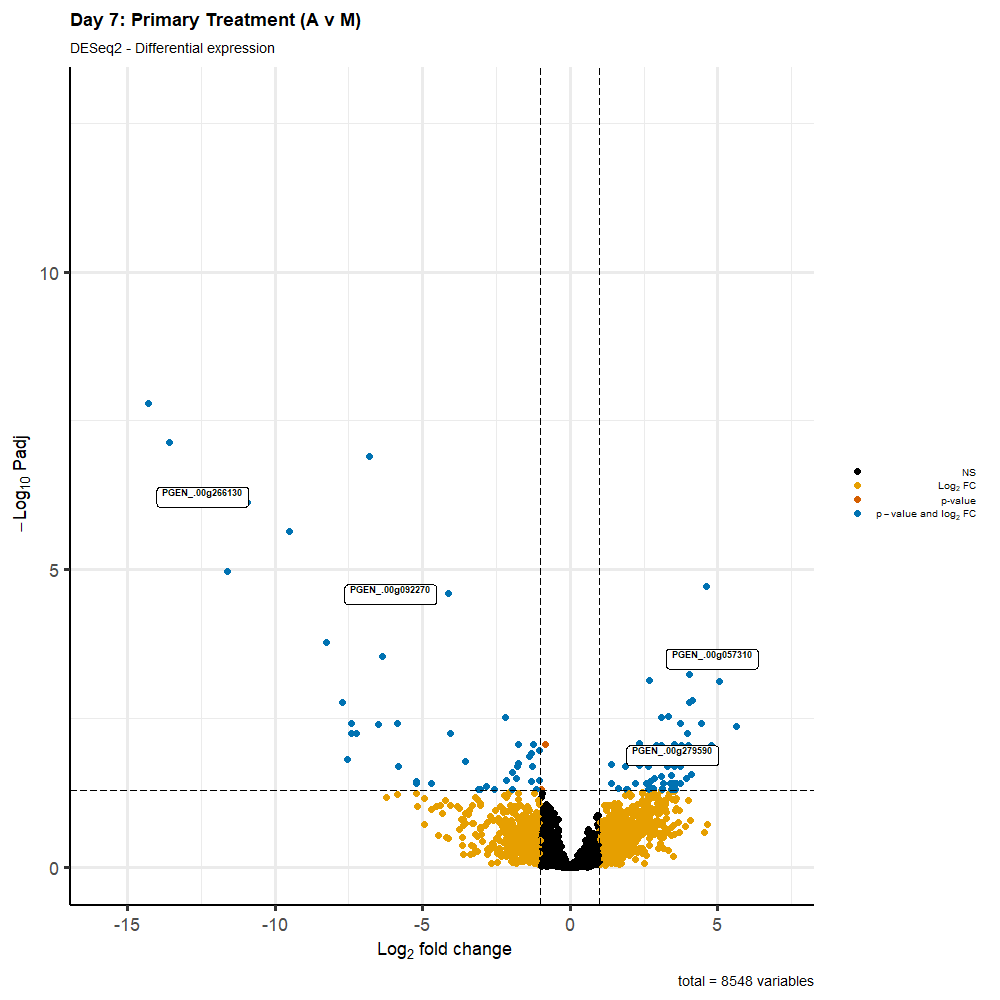 Day 7: Primary Treatment (A v M)
DESeq2 - Differential expression
10
5
0
−Log10 Padj
PGEN_.00g266130
PGEN_.00g092270
PGEN_.00g057310
PGEN_.00g279590
NS
Log2 FC
p-value
p − value and log2 FC
-15 -10 -5 0 5
Log2 fold change
total = 8548 variables